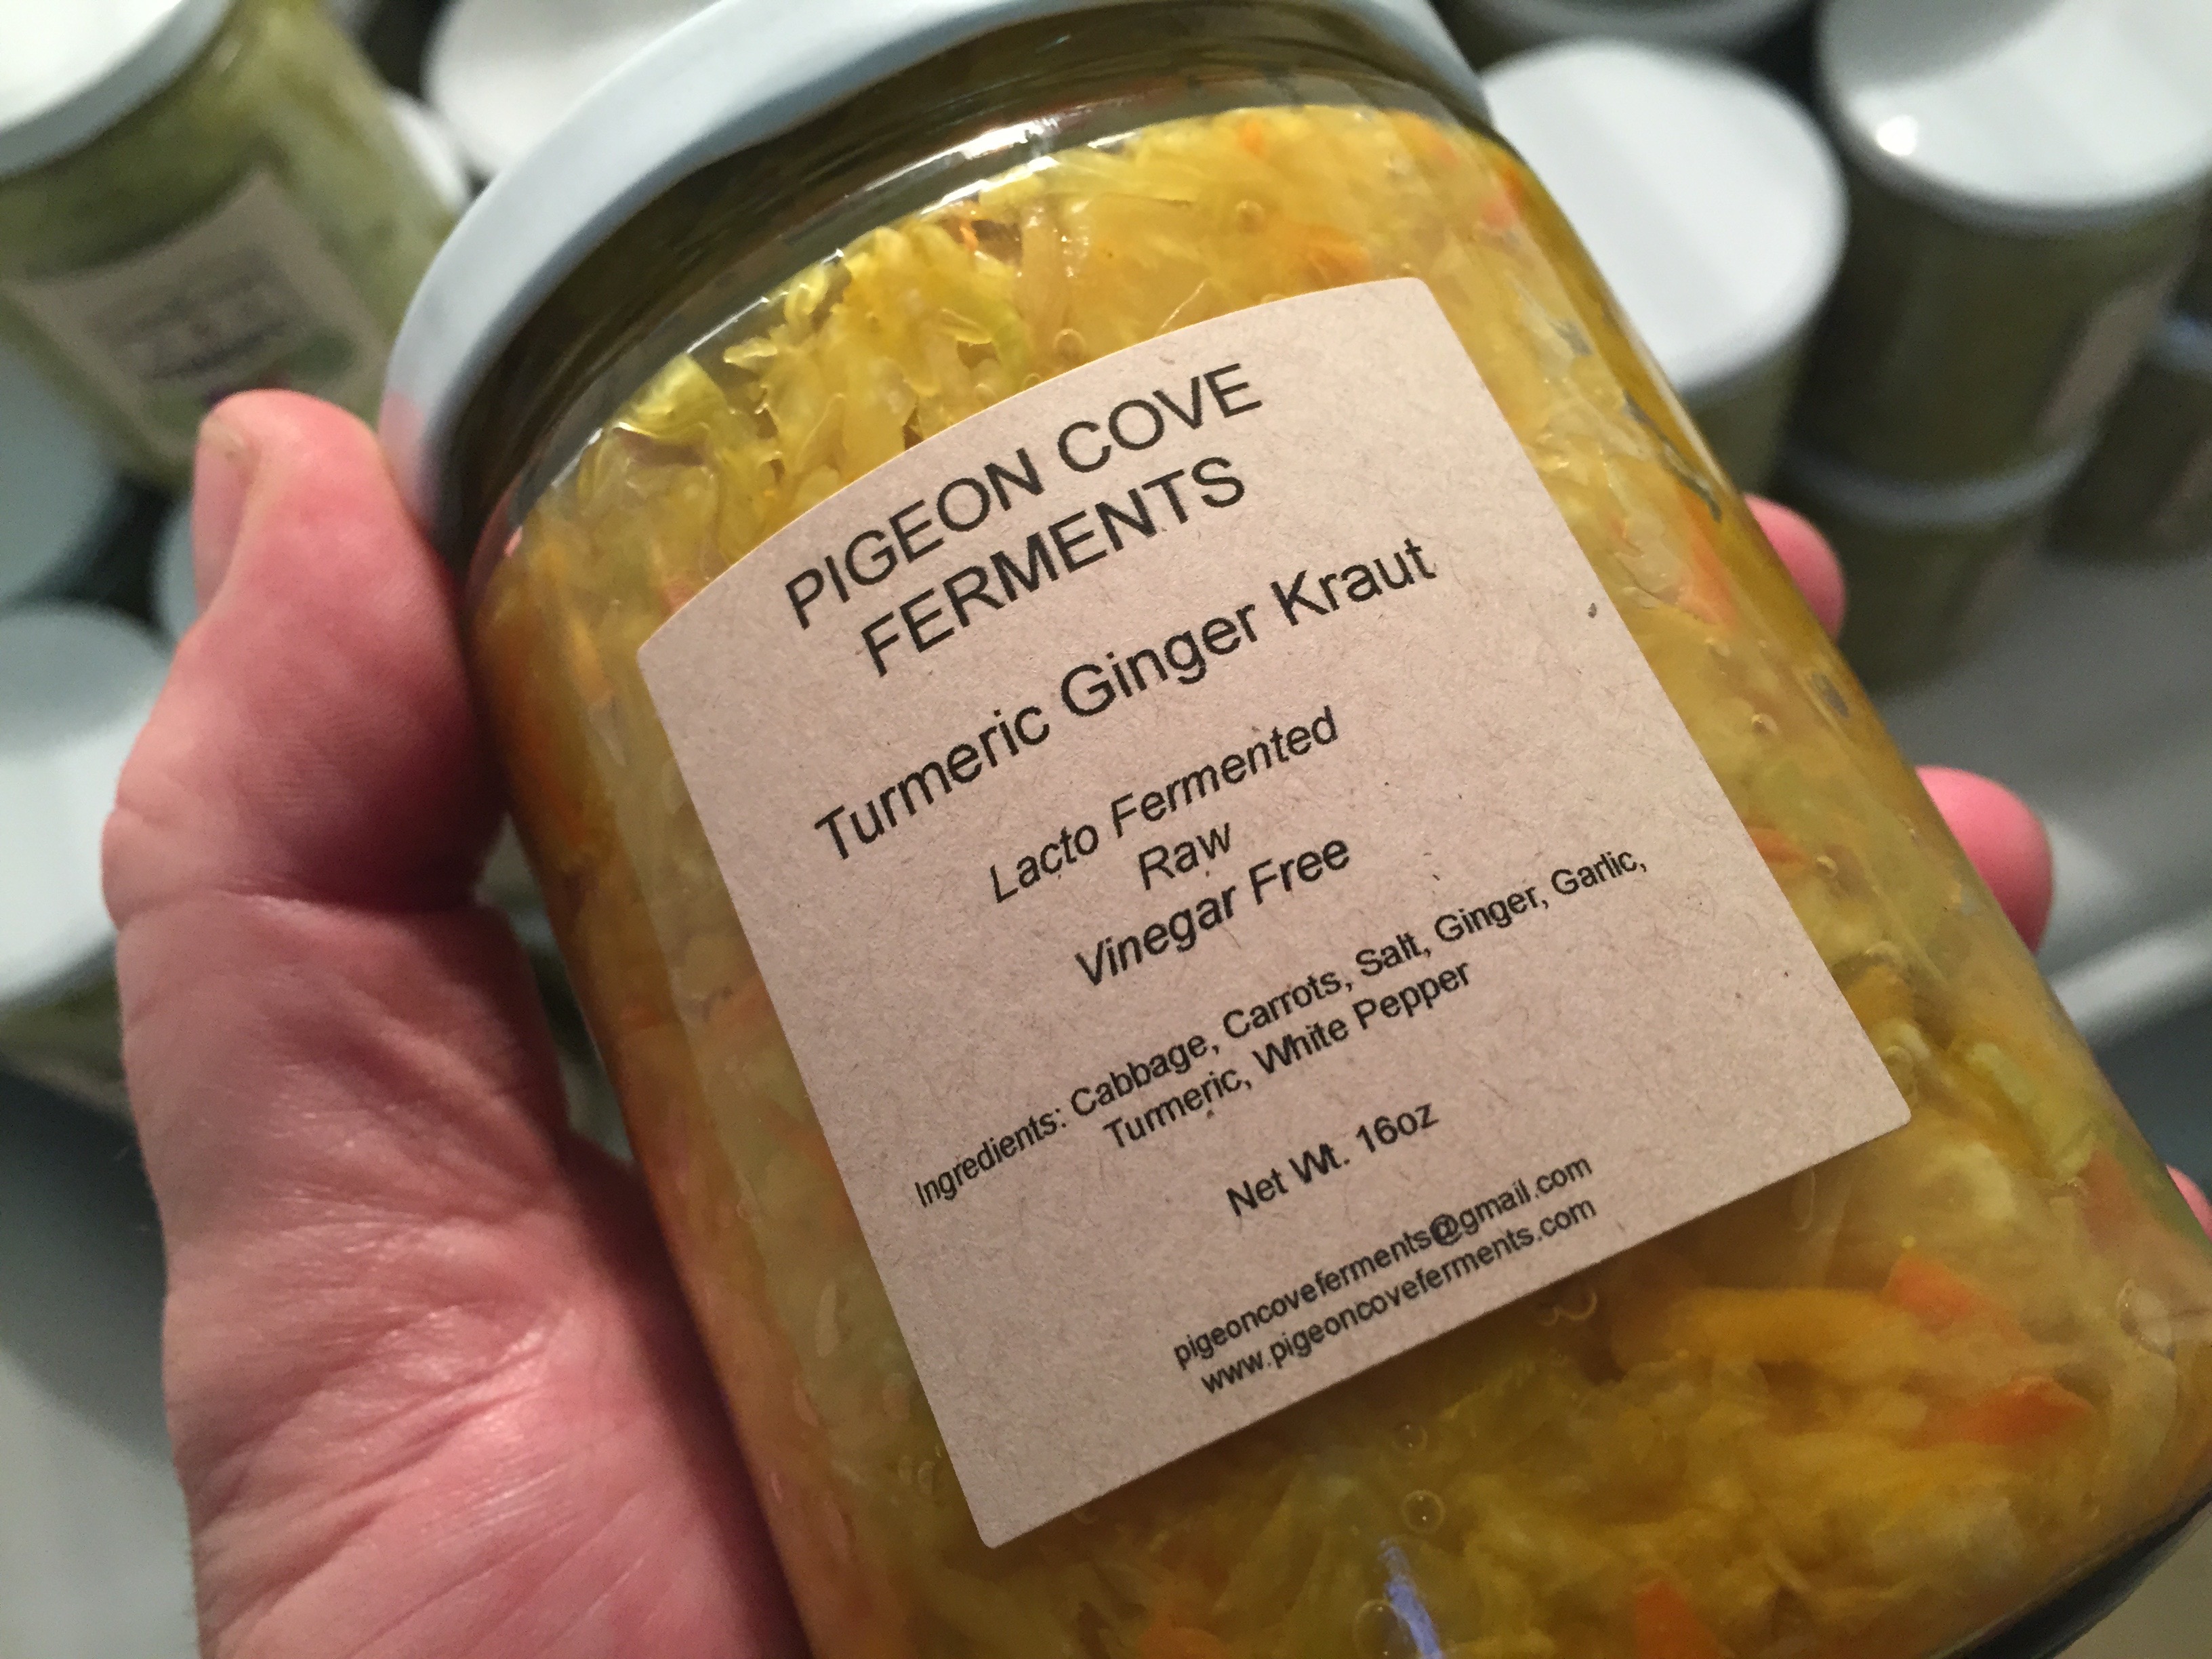 PIGEON COVE
FERMENTS
Turmeric Ginger Kraut
Lacto Fermented
Raw
Vinegar Free
Ingredients: Cabbage, Carrots, Salt, Ginger, Garlic,
Turmeric, White Pepper
Net Wt. 16oz
pigeoncoveferments@gmail.com
www.pigeoncoveferments.com